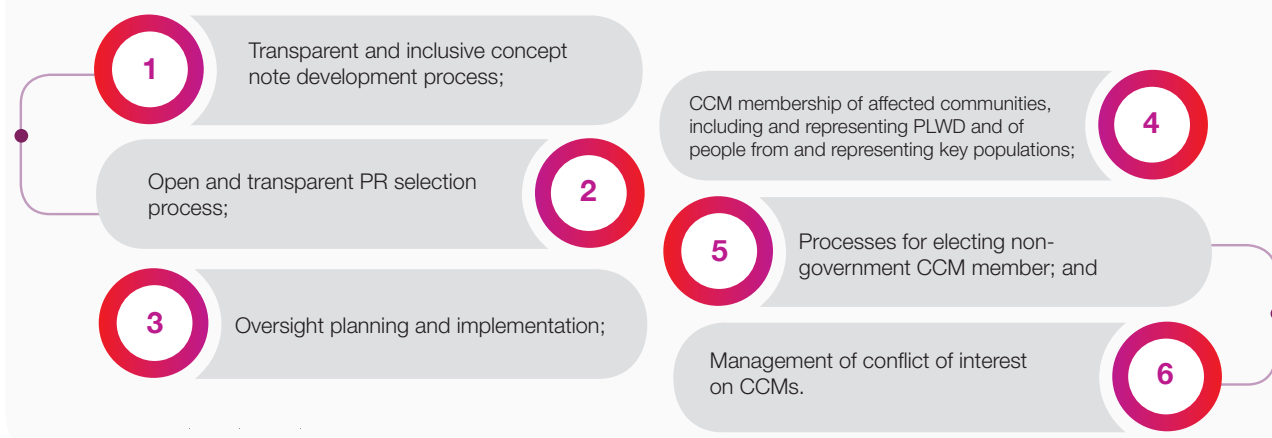 1
Transparent and inclusive concept
note development process;
2
Open and transparent PR selection
process;
3
Oversight planning and implementation;
4
CCM membership of affected communities,
including and representing PLWD and of
people from and representing key populations;
5
Processes for electing non-
government CCM member; and
6
Management of conflict of interest
on CCMs.